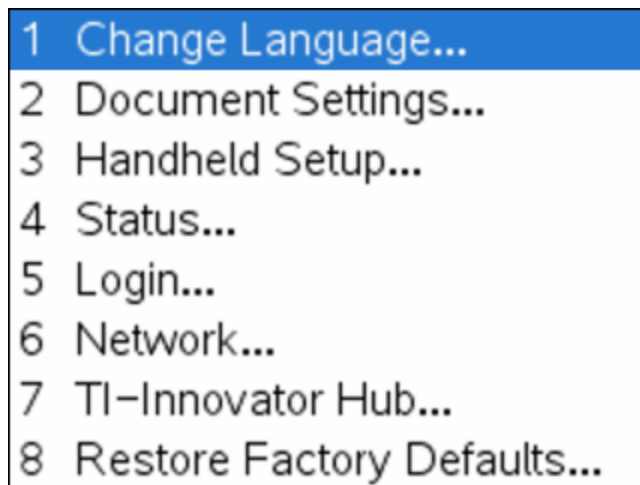 1 Change Language...
2 Document Settings...
3 Handheld Setup...
4 Status...
5 Login...
6 Network...
7 TI-Innovator Hub...
8 Restore Factory Defaults...